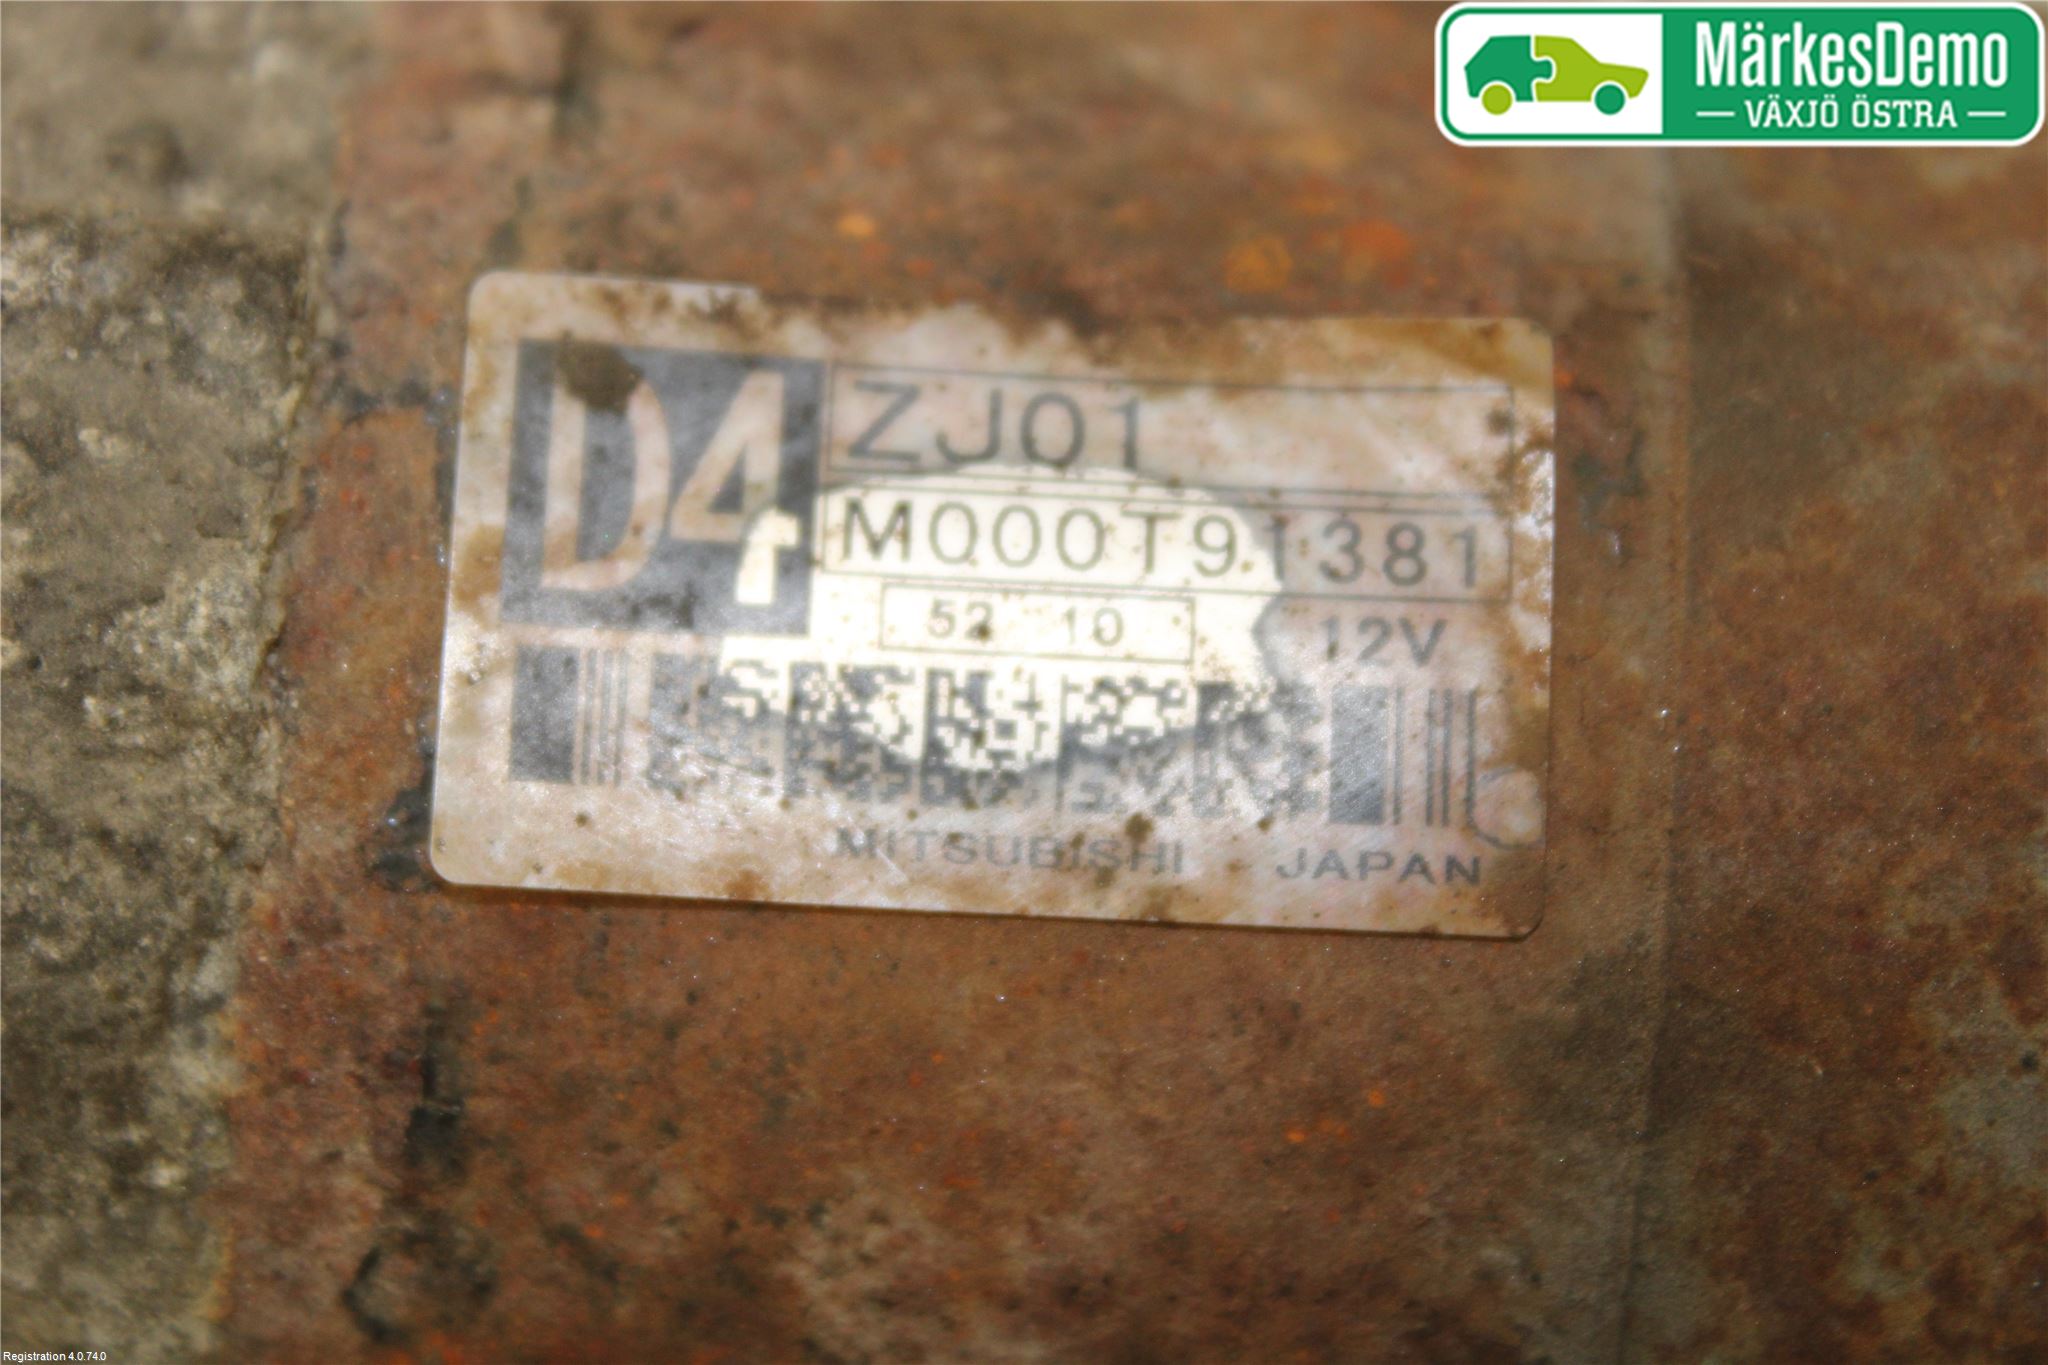 MärkesDemo
VÄXJÖ ÖSTRA
D4
ZJ01
M000T91381
52 10
12V
MITSUBISHI JAPAN
Registration 4.0.74.0